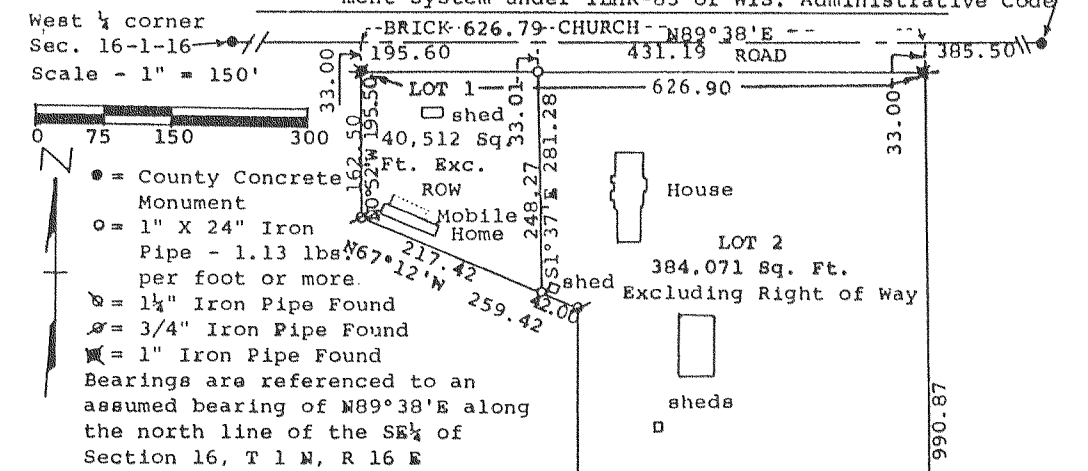 ment system under ILHR-83 of WIS. Administrative Code
West ¼ corner
Sec. 16-1-16
Scale - 1" = 150'
0 75 150 300
N
● = County Concrete
Monument
o = 1" X 24" Iron
Pipe - 1.13 lbs.
per foot or more.
= 1¼" Iron Pipe Found
= 3/4" Iron Pipe Found
= 1" Iron Pipe Found
Bearings are referenced to an
assumed bearing of N89°38'E along
the north line of the SE¼ of
Section 16, T 1 N, R 16 E
BRICK 626.79 CHURCH N89°38'E
195.60 431.19 ROAD 385.50
33.00
LOT 1
626.90
shed
33.01
33.00
40,512 Sq.
Ft. Exc.
ROW
162.50
N0°52'W 195.50
Mobile
Home
248.27
S1°37'E 281.28
N67°12'W
217.42
259.42
42.00
shed
House
LOT 2
384,071 Sq. Ft.
Excluding Right of Way
sheds
990.87